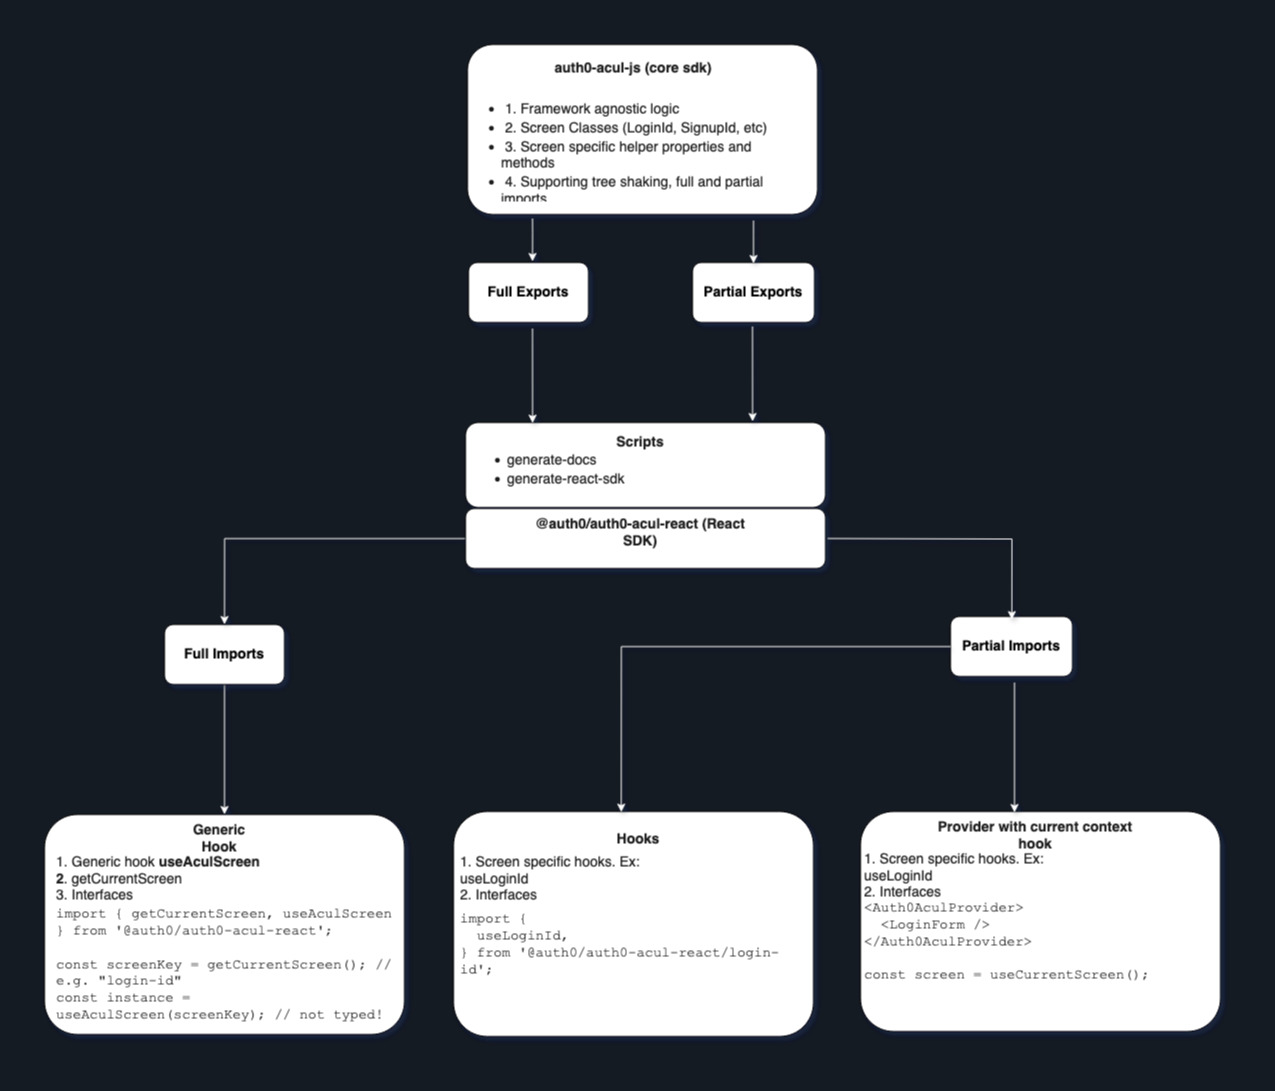 auth0-acul-js (core sdk)
• 1. Framework agnostic logic
• 2. Screen Classes (LoginId, SignupId, etc)
• 3. Screen specific helper properties and
methods
• 4. Supporting tree shaking, full and partial
imports
Full Exports
Partial Exports
Scripts
• generate-docs
• generate-react-sdk
@auth0/auth0-acul-react (React
SDK)
Full Imports
Partial Imports
Generic
Hook
1. Generic hook useAculScreen
2. getCurrentScreen
3. Interfaces
import { getCurrentScreen, useAculScreen
} from '@auth0/auth0-acul-react';
const screenKey = getCurrentScreen(); //
e.g. "login-id"
const instance =
useAculScreen(screenKey); // not typed!
Hooks
1. Screen specific hooks. Ex:
useLoginId
2. Interfaces
import {
  useLoginId,
} from '@auth0/auth0-acul-react/login-
id';
Provider with current context
hook
1. Screen specific hooks. Ex:
useLoginId
2. Interfaces
<Auth0AculProvider>
  <LoginForm />
</Auth0AculProvider>
const screen = useCurrentScreen();